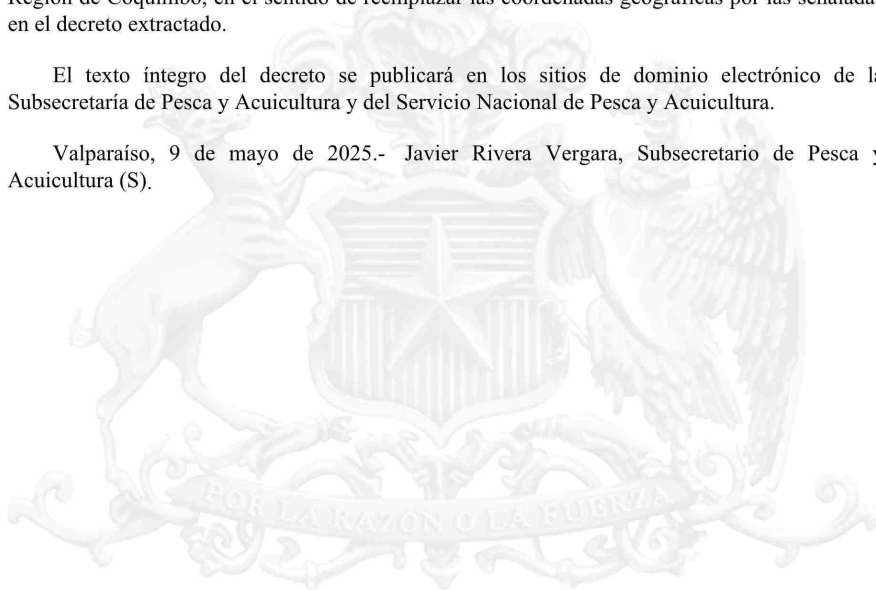 Región de Coquimbo, en el sentido de reemplazar las coordenadas geográficas por las
en el decreto extractado.
El texto íntegro del decreto se publicará en los sitios de dominio electrónico de
Subsecretaría de Pesca y Acuicultura y del Servicio Nacional de Pesca y Acuicultura.
Valparaíso, 9 de mayo de 2025.- Javier Rivera Vergara, Subsecretario de Pesca y
Acuicultura (S).
POR LA RAZÓN O LA FUERZA